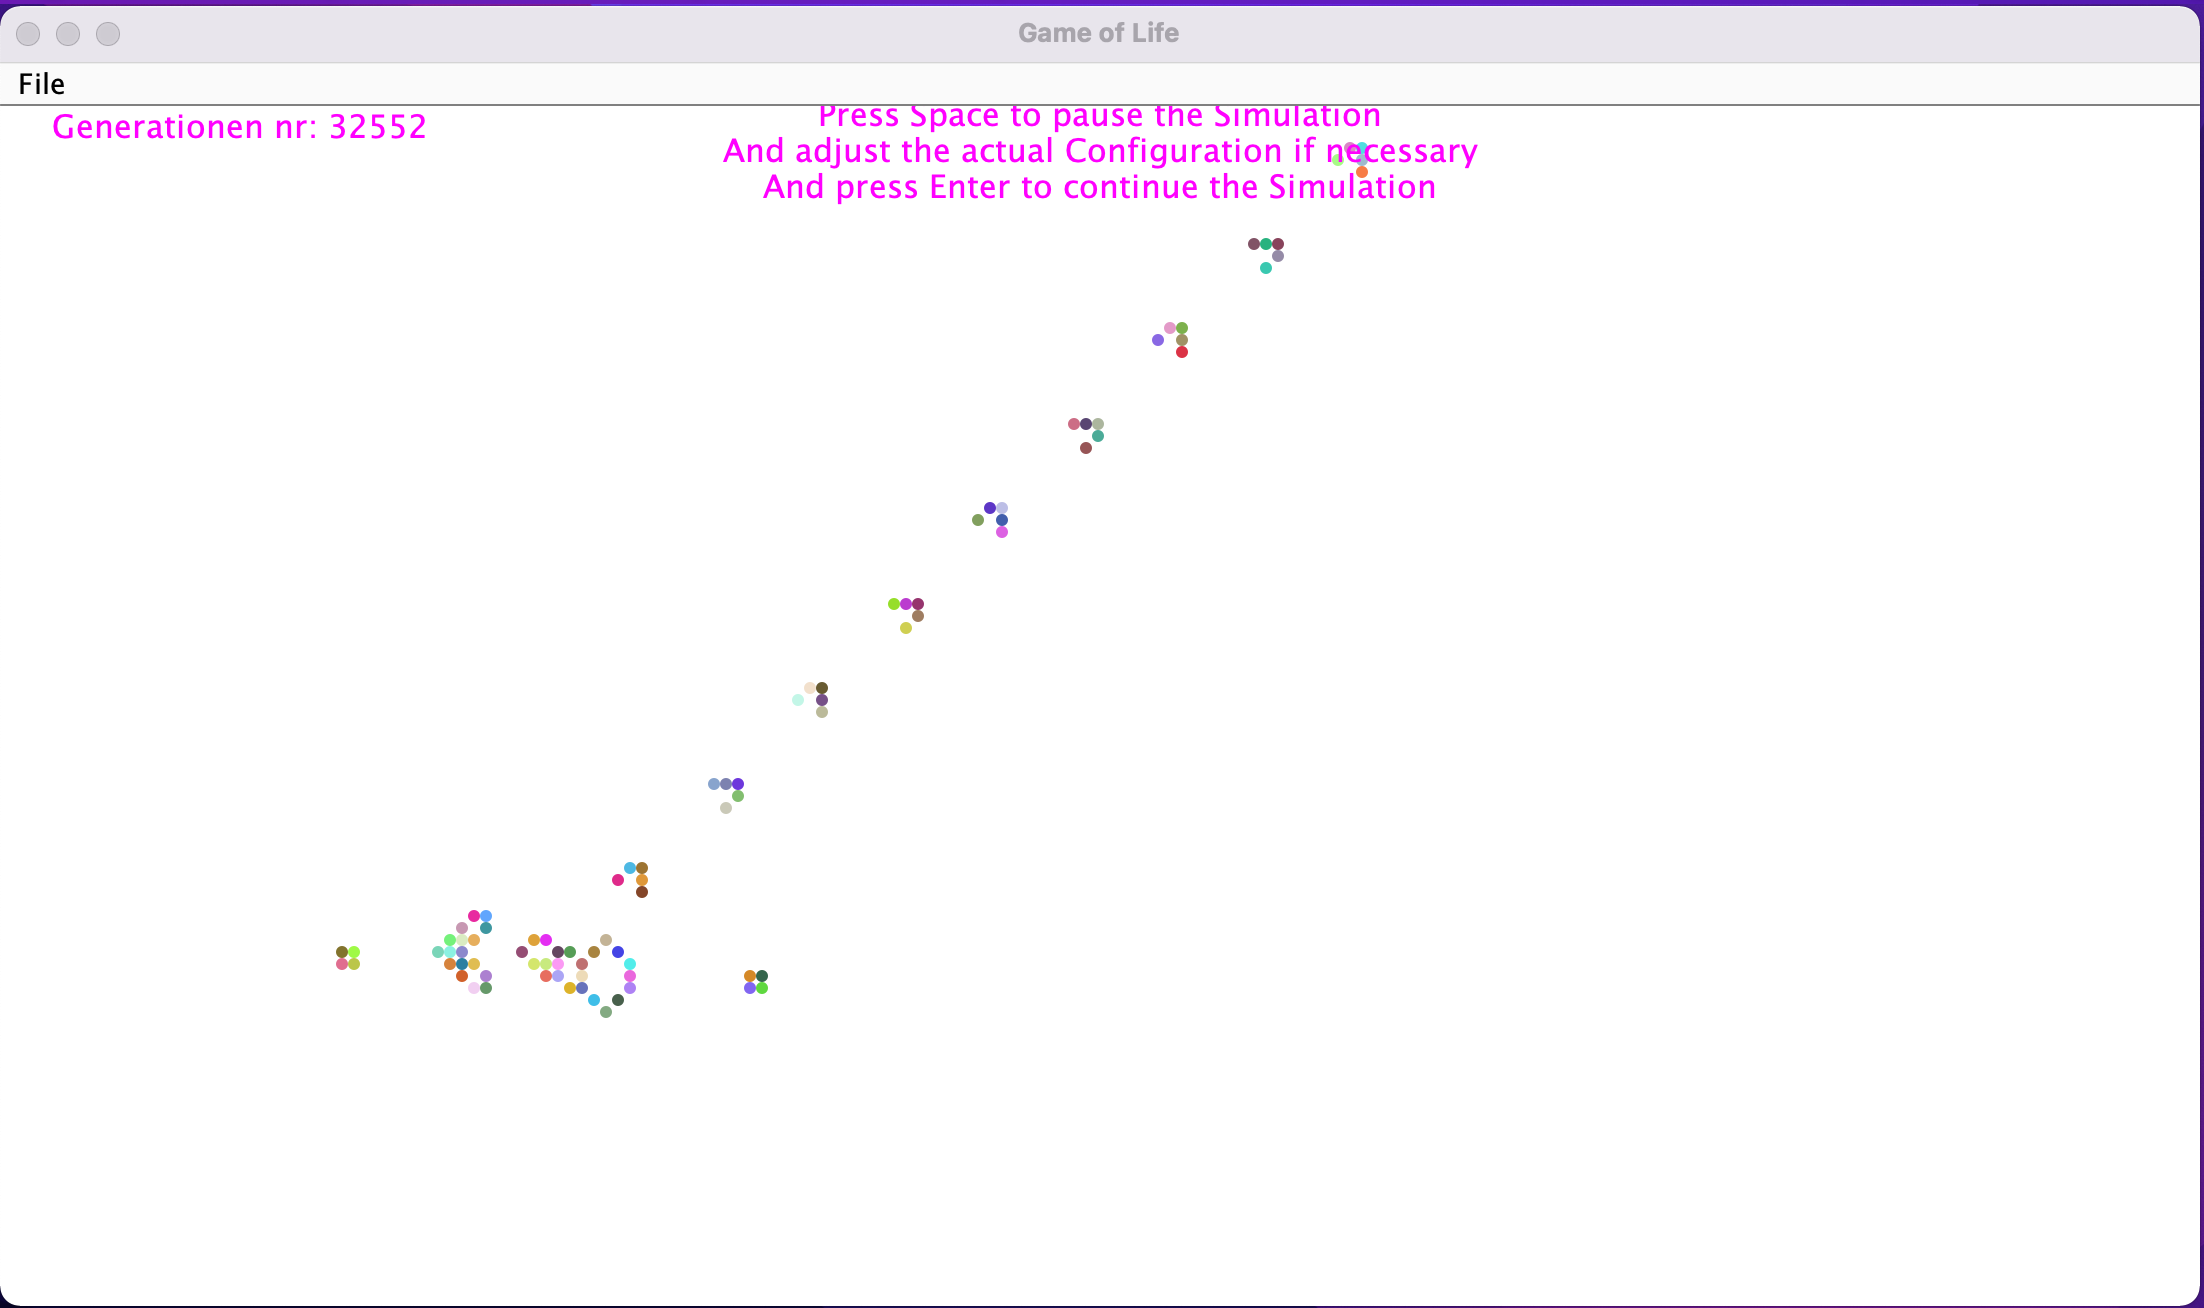 Game of Life
File
Generationen nr: 32552
Press Space to pause the Simulation
And adjust the actual Configuration if necessary
And press Enter to continue the Simulation